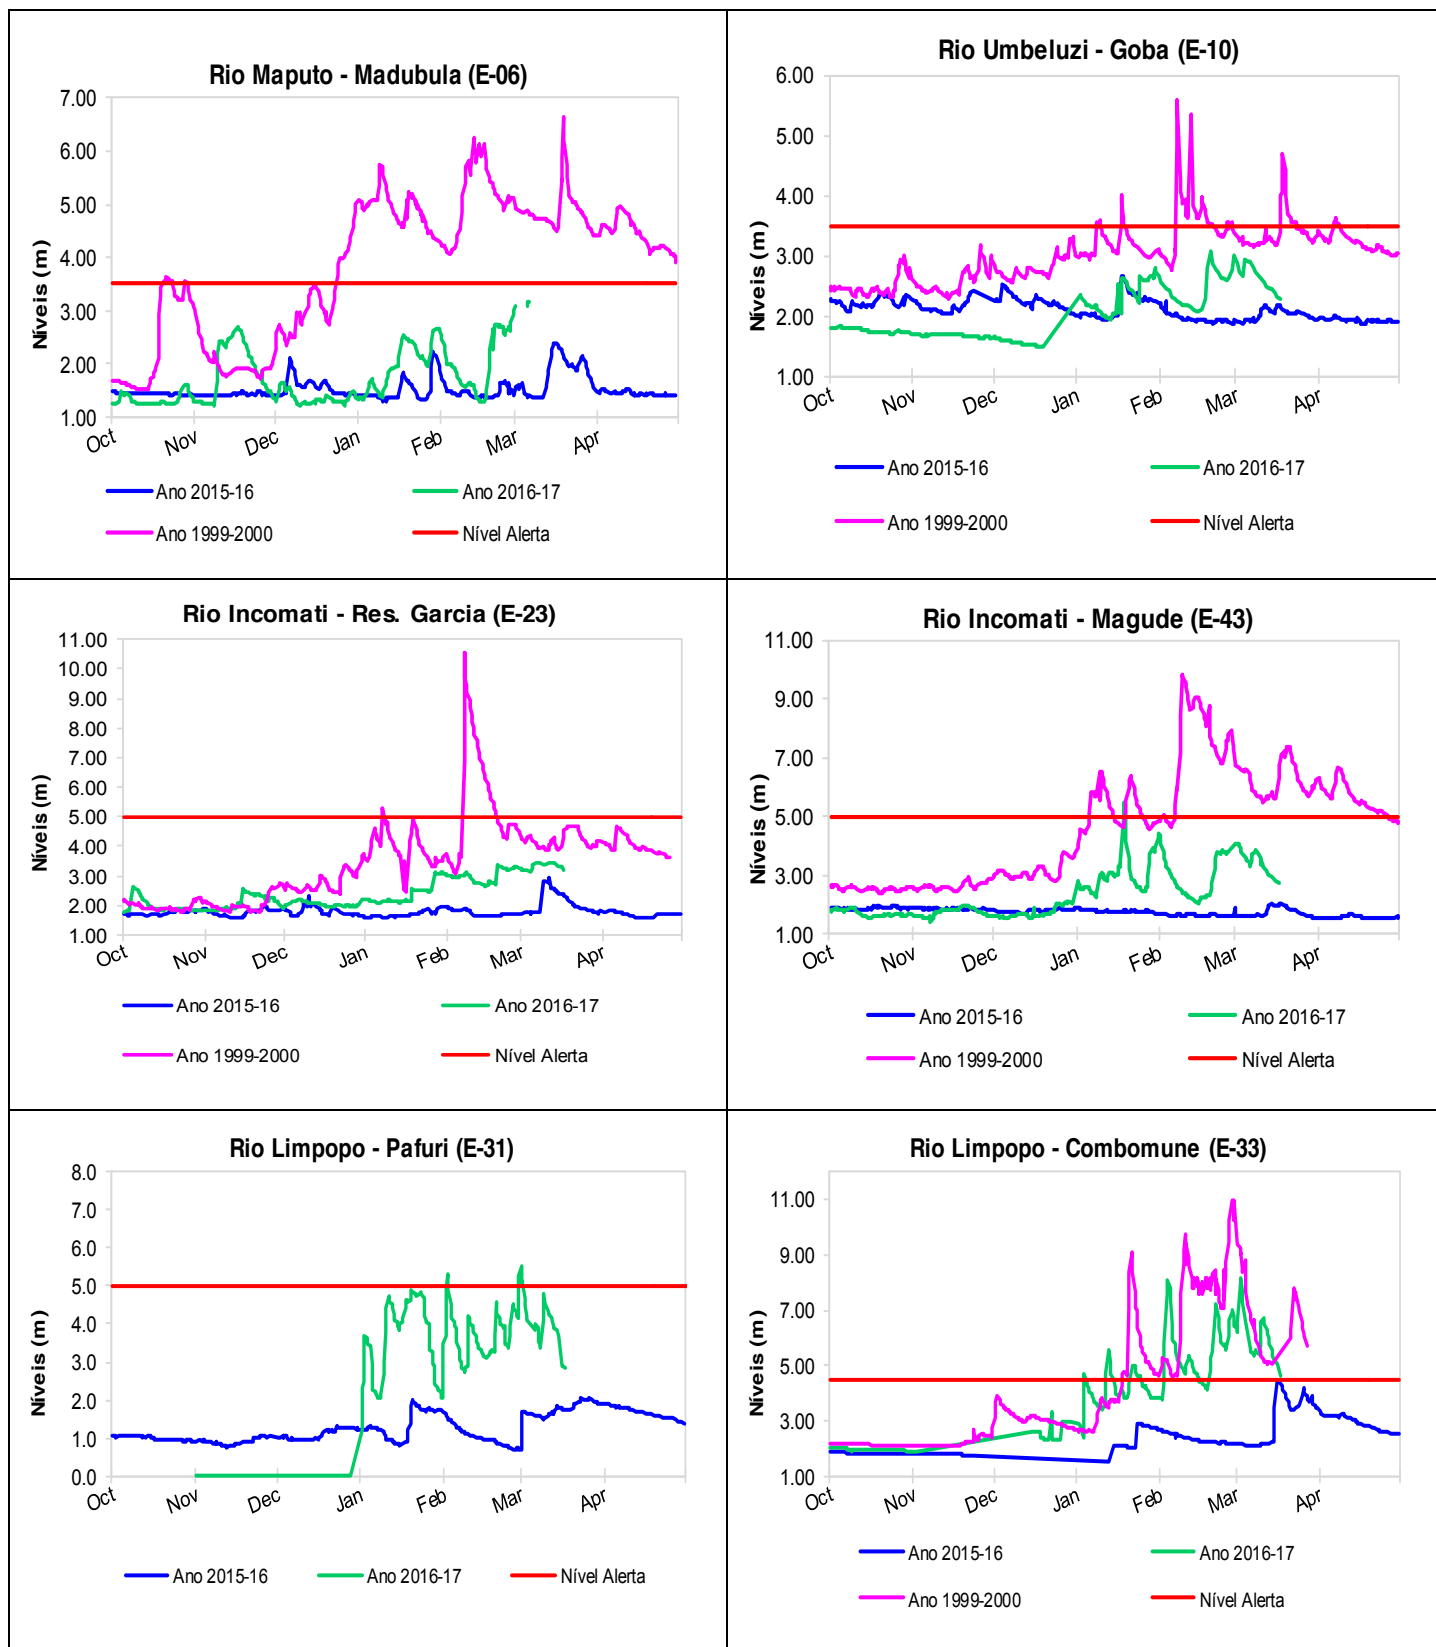 Rio Maputo - Madubula (E-06)
Níveis (m)
7.00
6.00
5.00
4.00
3.00
2.00
1.00
Oct Nov Dec Jan Feb Mar Apr
Ano 2015-16 Ano 2016-17
Ano 1999-2000 Nível Alerta
Rio Umbeluzi - Goba (E-10)
Níveis (m)
6.00
5.00
4.00
3.00
2.00
1.00
Oct Nov Dec Jan Feb Mar Apr
Ano 2015-16 Ano 2016-17
Ano 1999-2000 Nível Alerta
Rio Incomati - Res. Garcia (E-23)
Níveis (m)
11.00
10.00
9.00
8.00
7.00
6.00
5.00
4.00
3.00
2.00
1.00
Oct Nov Dec Jan Feb Mar Apr
Ano 2015-16 Ano 2016-17
Ano 1999-2000 Nível Alerta
Rio Incomati - Magude (E-43)
Níveis (m)
11.00
9.00
7.00
5.00
3.00
1.00
Oct Nov Dec Jan Feb Mar Apr
Ano 2015-16 Ano 2016-17
Ano 1999-2000 Nível Alerta
Rio Limpopo - Pafuri (E-31)
Níveis (m)
8.0
7.0
6.0
5.0
4.0
3.0
2.0
1.0
0.0
Oct Nov Dec Jan Feb Mar Apr
Ano 2015-16 Ano 2016-17 Nível Alerta
Rio Limpopo - Combomune (E-33)
Níveis (m)
11.00
9.00
7.00
5.00
3.00
1.00
Oct Nov Dec Jan Feb Mar Apr
Ano 2015-16 Ano 2016-17
Ano 1999-2000 Nível Alerta